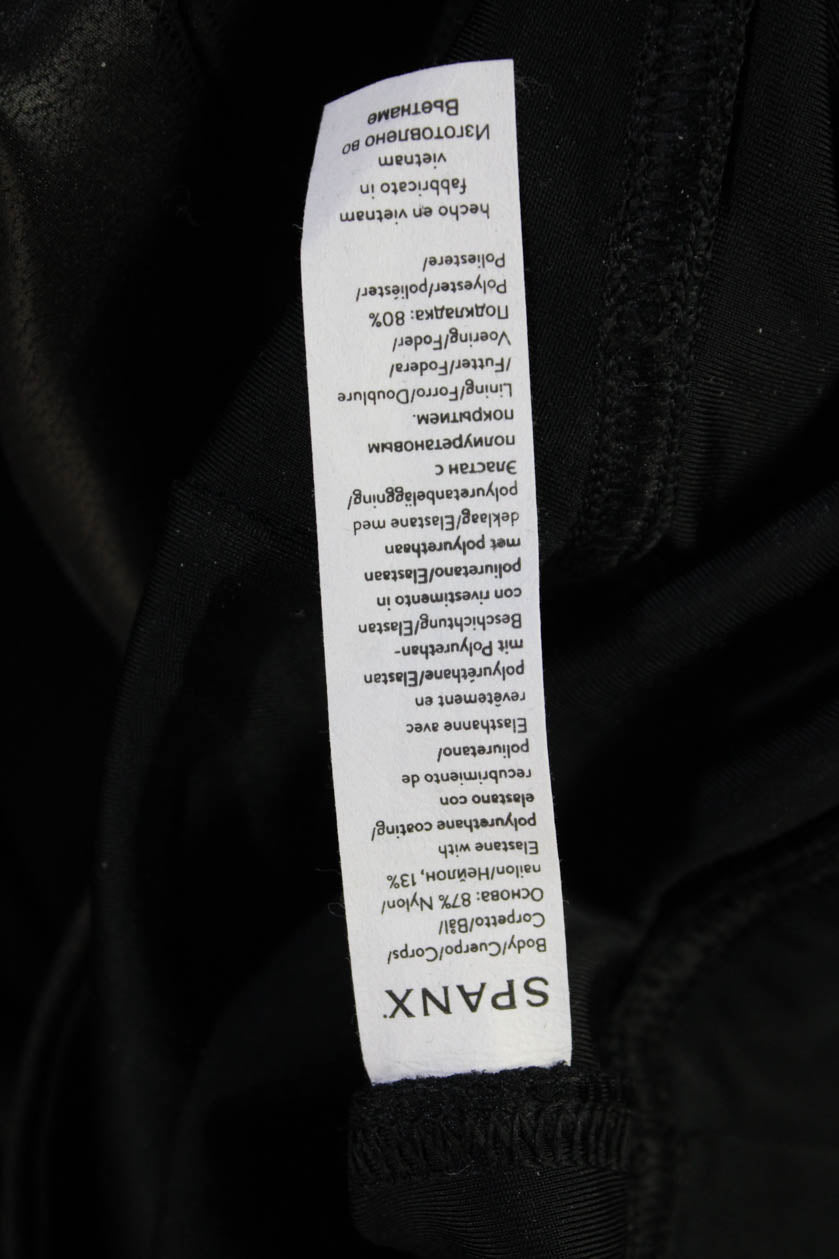 SPANX
Body/Cuerpo/Corps/
Corpetto/Bål/
Основа: 87% Nylon/
nailon/Нейлон, 13%
Elastane with
polyurethane coating/
elastano con
recubrimiento de
poliuretano/
Elasthanne avec
revêtement en
polyuréthane/Elastan
mit Polyurethan-
Beschichtung/Elastan
con rivestimento in
poliuretano/Elastaan
met polyurethaan
deklaag/Elastane med
polyuretanbeläggning/
Эластан с
полиуретановым
покрытием.
Lining/Forro/Doublure
/Futter/Fodera/
Voering/Foder/
Подкладка: 80%
Polyester/poliéster/
Poliestere/
hecho en vietnam
fabbricato in
vietnam
Изготовлено во
Вьетнаме